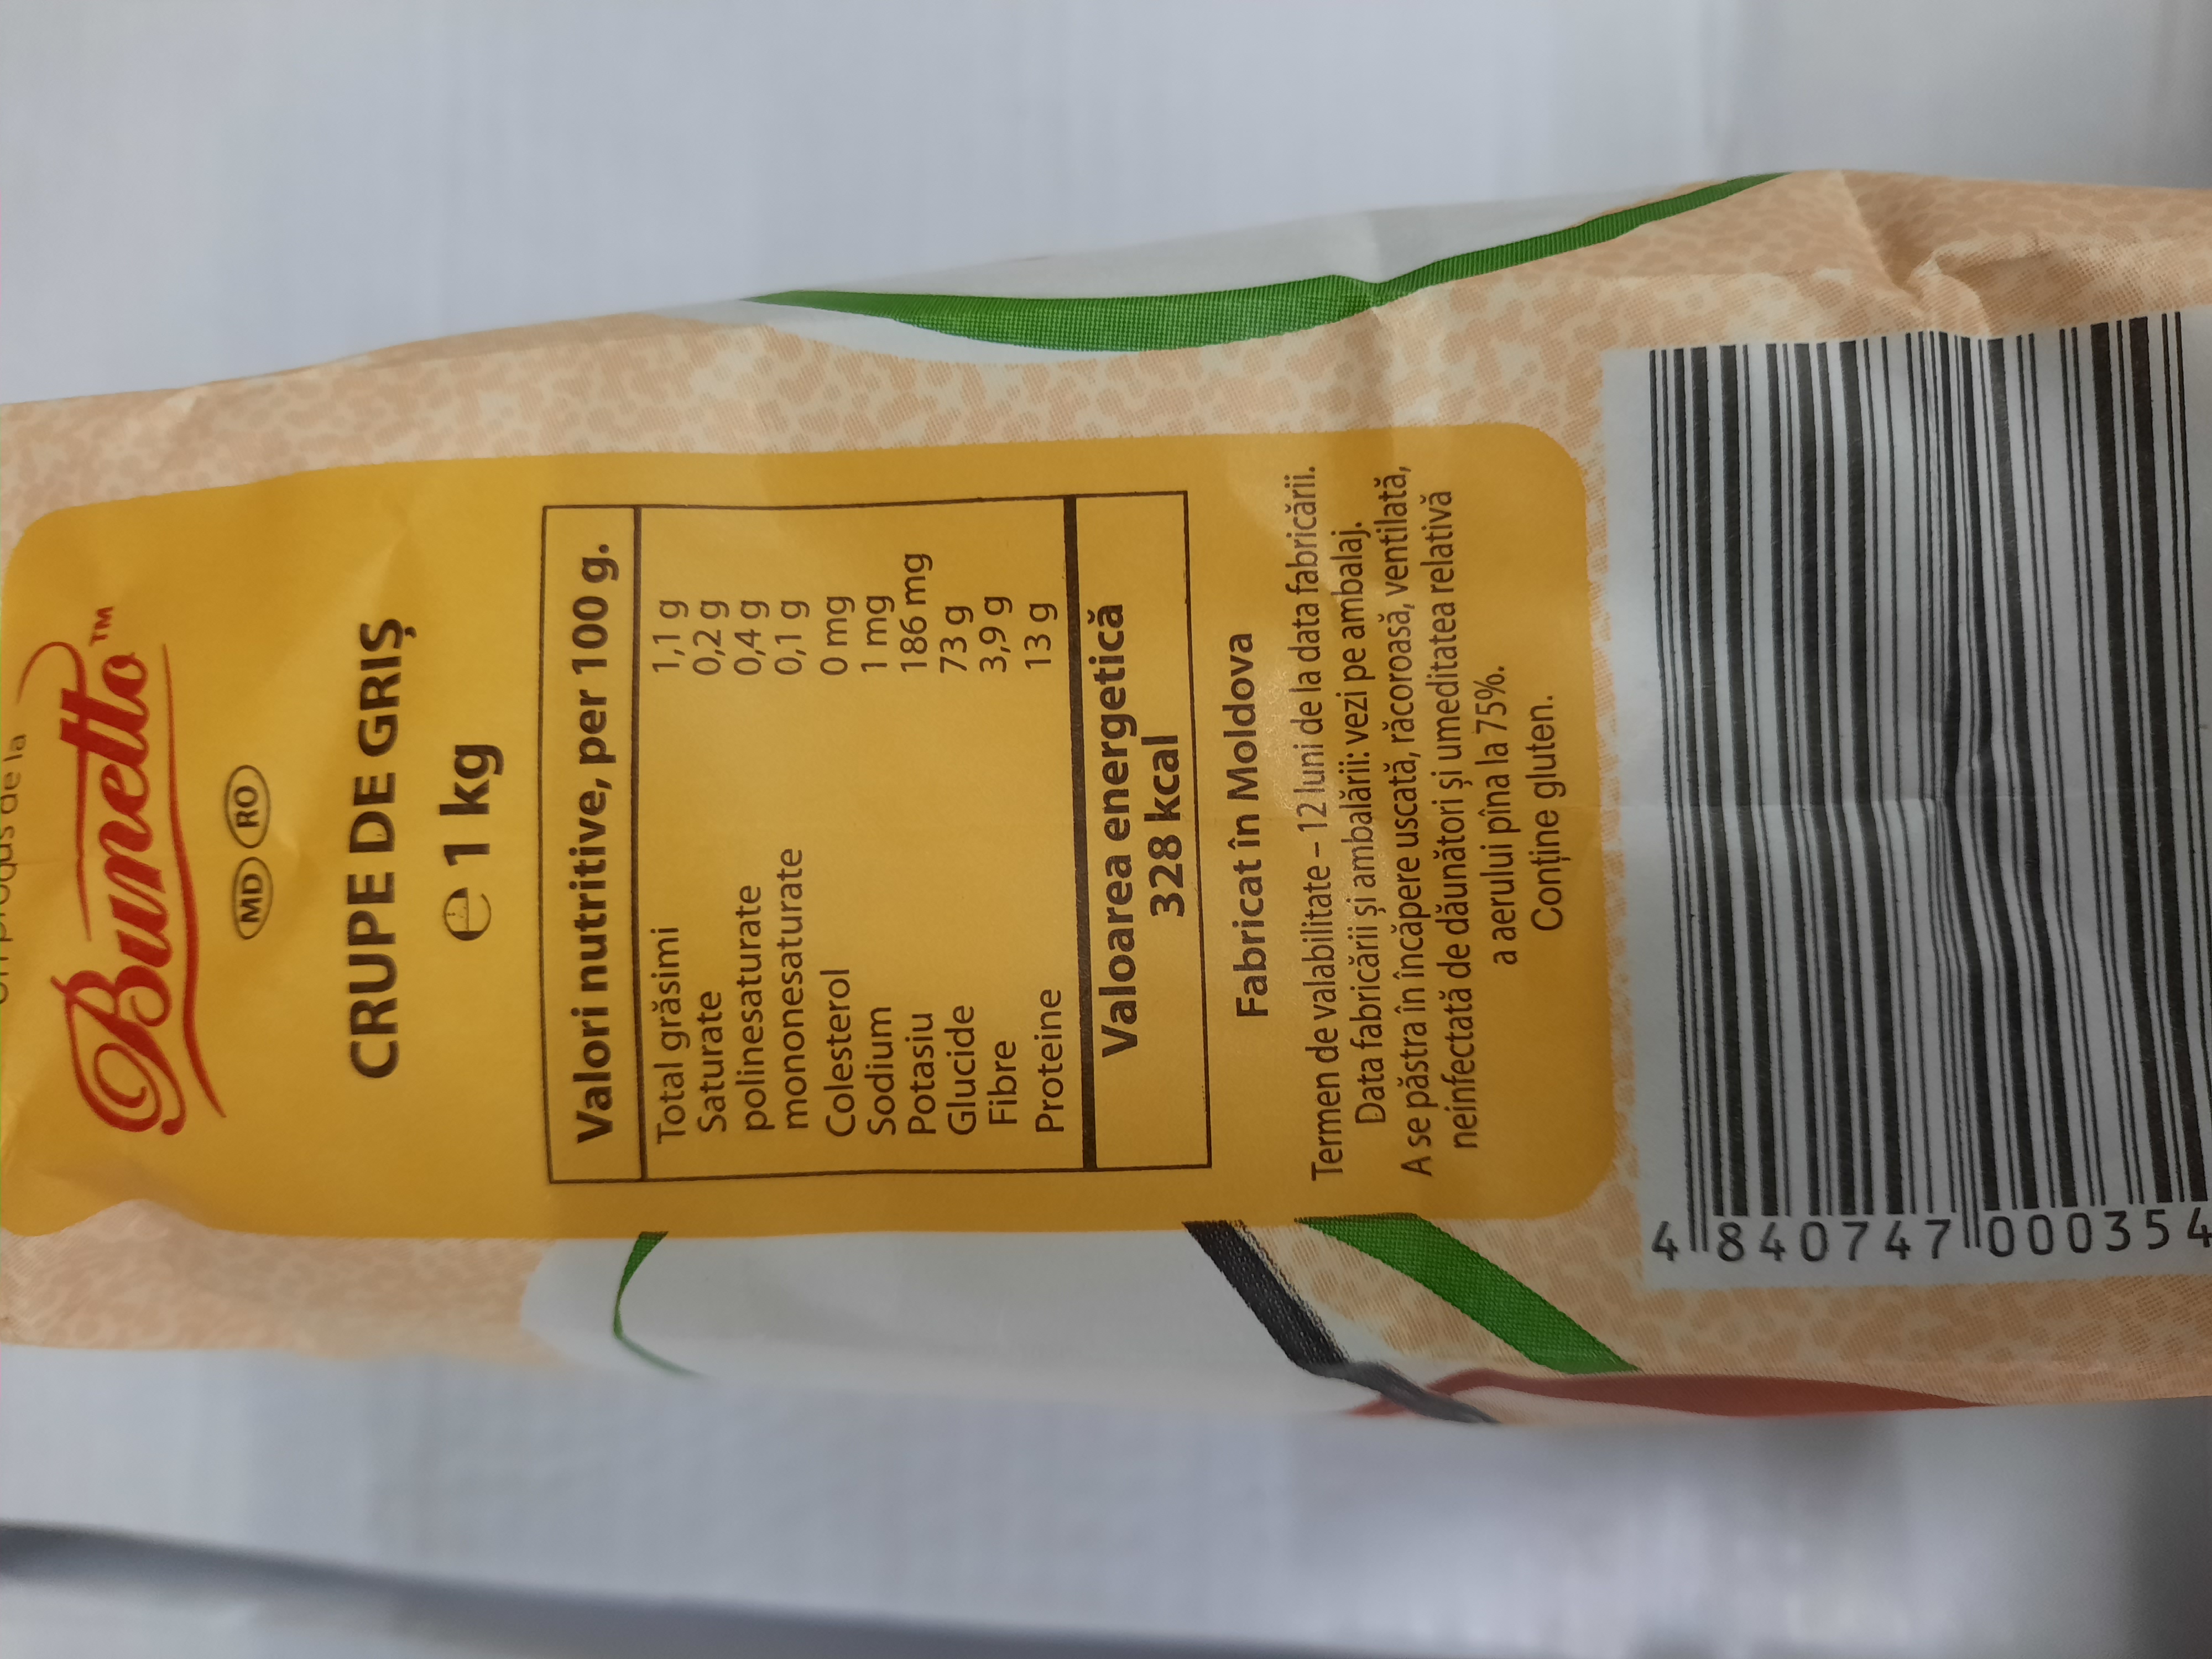 de la
Bunetto™
MD RO
CRUPE DE GRIȘ
e 1 kg
Valori nutritive, per 100 g.
Total grăsimi 1,1 g
Saturate 0,2 g
polinesaturate 0,4 g
mononesaturate 0,1 g
Colesterol 0 mg
Sodium 1 mg
Potasiu 186 mg
Glucide 73 g
Fibre 3,9 g
Proteine 13 g
Valoarea energetică
328 kcal
Fabricat în Moldova
Termen de valabilitate – 12 luni de la data fabricării.
Data fabricării și ambalării: vezi pe ambalaj.
A se păstra în încăpere uscată, răcoroasă, ventilată,
neinfectată de dăunători și umeditatea relativă
a aerului pîna la 75%.
Conține gluten.
4 840747 000354